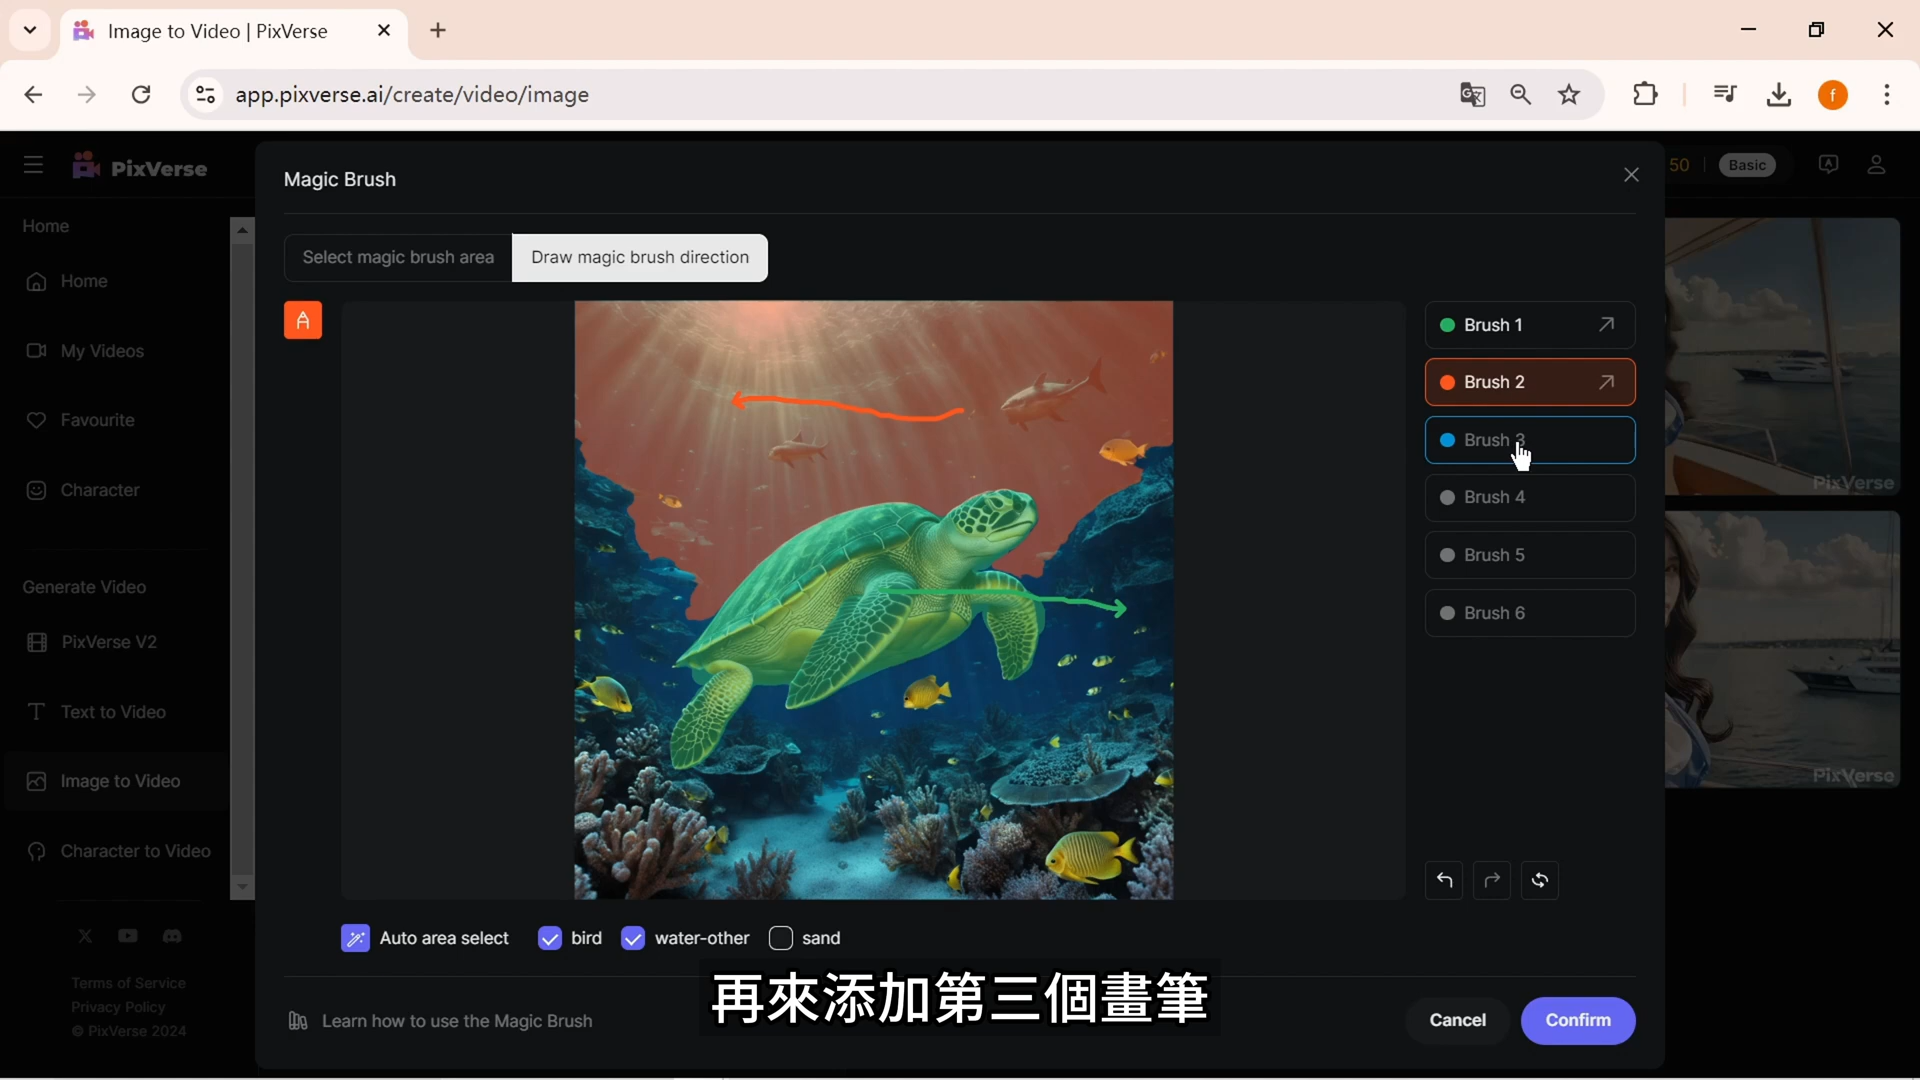 Image to Video | PixVerse
app.pixverse.ai/create/video/image
f
PixVerse
50
Basic
Magic Brush
Select magic brush area
Draw magic brush direction
Home
Home
My Videos
Favourite
Character
Generate Video
PixVerse V2
Text to Video
Image to Video
Character to Video
Terms of Service
Privacy Policy
© PixVerse 2024
Brush 1
Brush 2
Brush 3
Brush 4
Brush 5
Brush 6
PixVerse
PixVerse
Auto area select
bird
water-other
sand
Learn how to use the Magic Brush
再來添加第三個畫筆
Cancel
Confirm